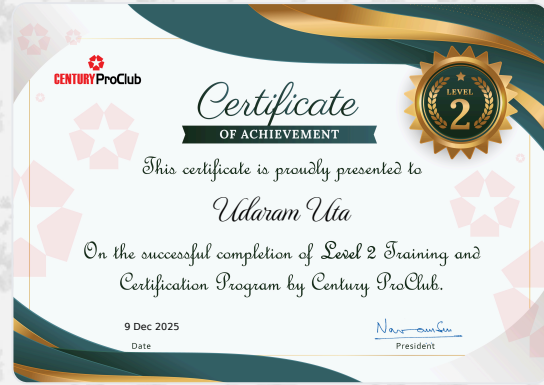 CENTURY ProClub
LEVEL
2
Certificate
OF ACHIEVEMENT
This certificate is proudly presented to
Udaram Uta
On the successful completion of Level 2 Training and
Certification Program by Century ProClub.
9 Dec 2025
Date
President